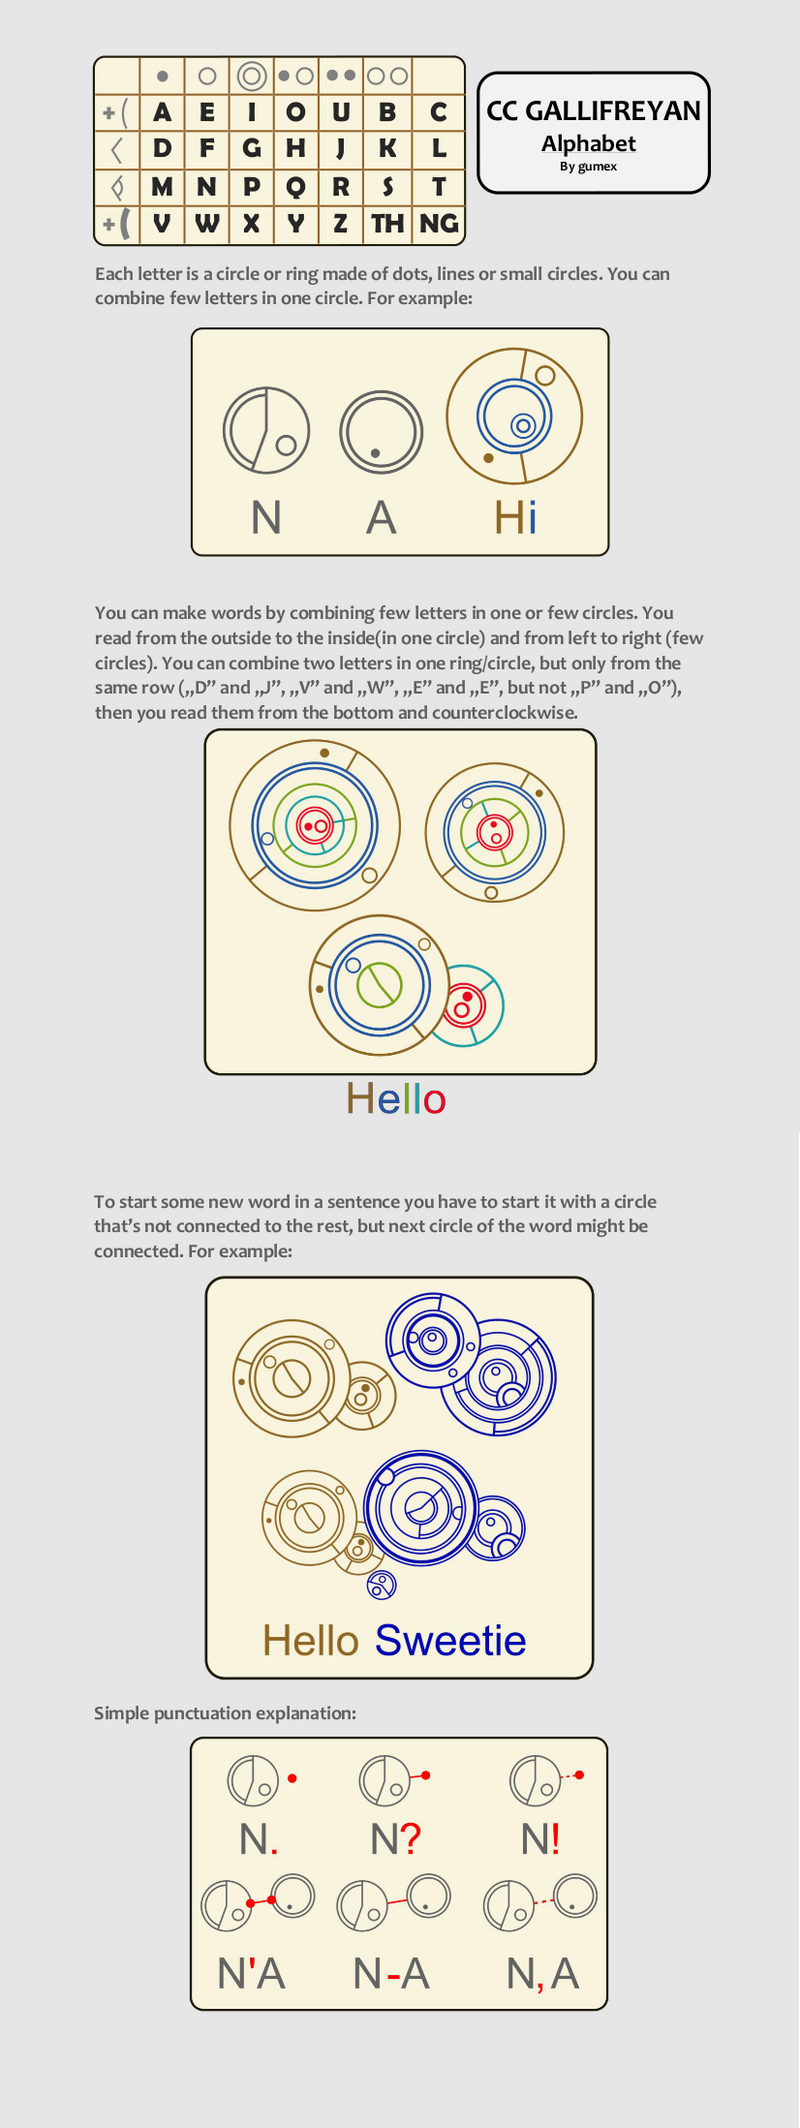 CC GALLIFREYAN
Alphabet
By gumex
A E I O U B C
D F G H J K L
M N P Q R S T
V W X Y Z TH NG
Each letter is a circle or ring made of dots, lines or small circles. You can
combine few letters in one circle. For example:
N A Hi
You can make words by combining few letters in one or few circles. You
read from the outside to the inside(in one circle) and from left to right (few
circles). You can combine two letters in one ring/circle, but only from the
same row („D” and „J”, „V” and „W”, „E” and „E”, but not „P” and „O”),
then you read them from the bottom and counterclockwise.
Hello
To start some new word in a sentence you have to start it with a circle
that’s not connected to the rest, but next circle of the word might be
connected. For example:
Hello Sweetie
Simple punctuation explanation:
N. N? N!
N'A N-A N, A